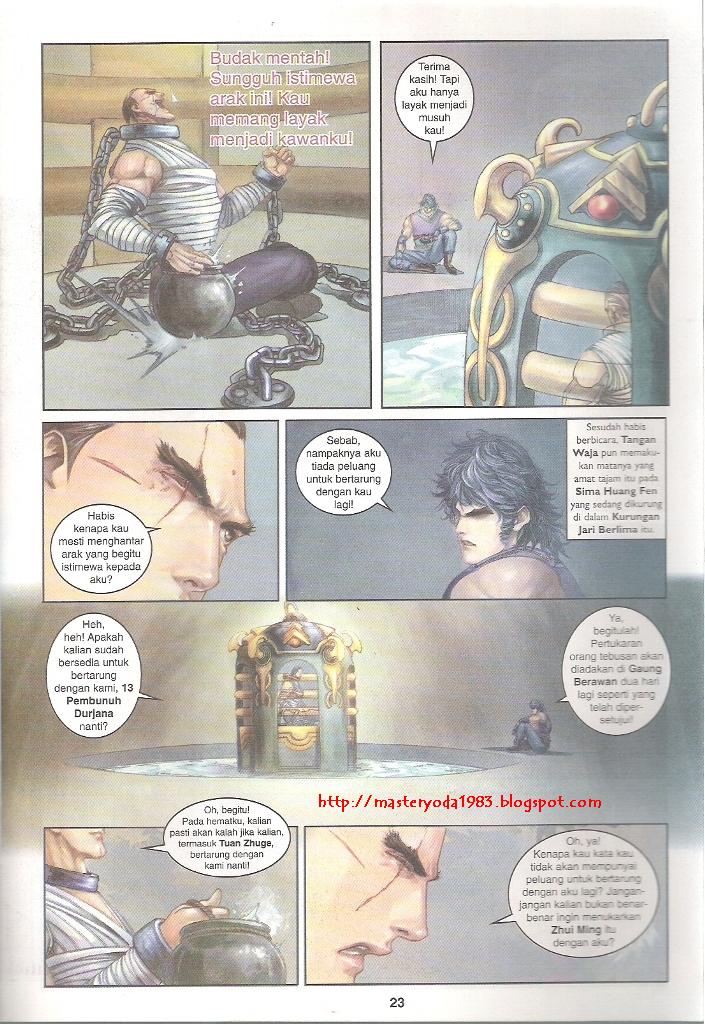 Budak mentah!
Sungguh istimewa
arak ini! Kau
memang layak
menjadi kawanku!
Terima
kasih! Tapi
aku hanya
layak menjadi
musuh
kau!
Habis
kenapa kau
mesti menghantar
arak yang begitu
istimewa kepada
aku?
Sebab,
nampaknya aku
tiada peluang
untuk bertarung
dengan kau
lagi!
Sesudah habis
berbicara, Tangan
Waja pun memaku-
kan matanya yang
amat tajam itu pada
Sima Huang Fen
yang sedang dikurung
di dalam Kurungan
Jari Berlima itu.
Heh,
heh! Apakah
kalian sudah
bersedia untuk
bertarung
dengan kami, 13
Pembunuh
Durjana
nanti?
Ya,
begitulah!
Pertukaran
orang tebusan akan
diadakan di Gaung
Berawan dua hari
lagi seperti yang
telah diper-
setujui!
http://masteryoda1983.blogspot.com
Oh, begitu!
Pada hematku, kalian
pasti akan kalah jika kalian,
termasuk Tuan Zhuge,
bertarung dengan
kami nanti!
Oh, ya!
Kenapa kau kata kau
tidak akan mempunyai
peluang untuk bertarung
dengan aku lagi? Jangan-
jangan kalian bukan benar-
benar ingin menukarkan
Zhui Ming itu
dengan aku?
23